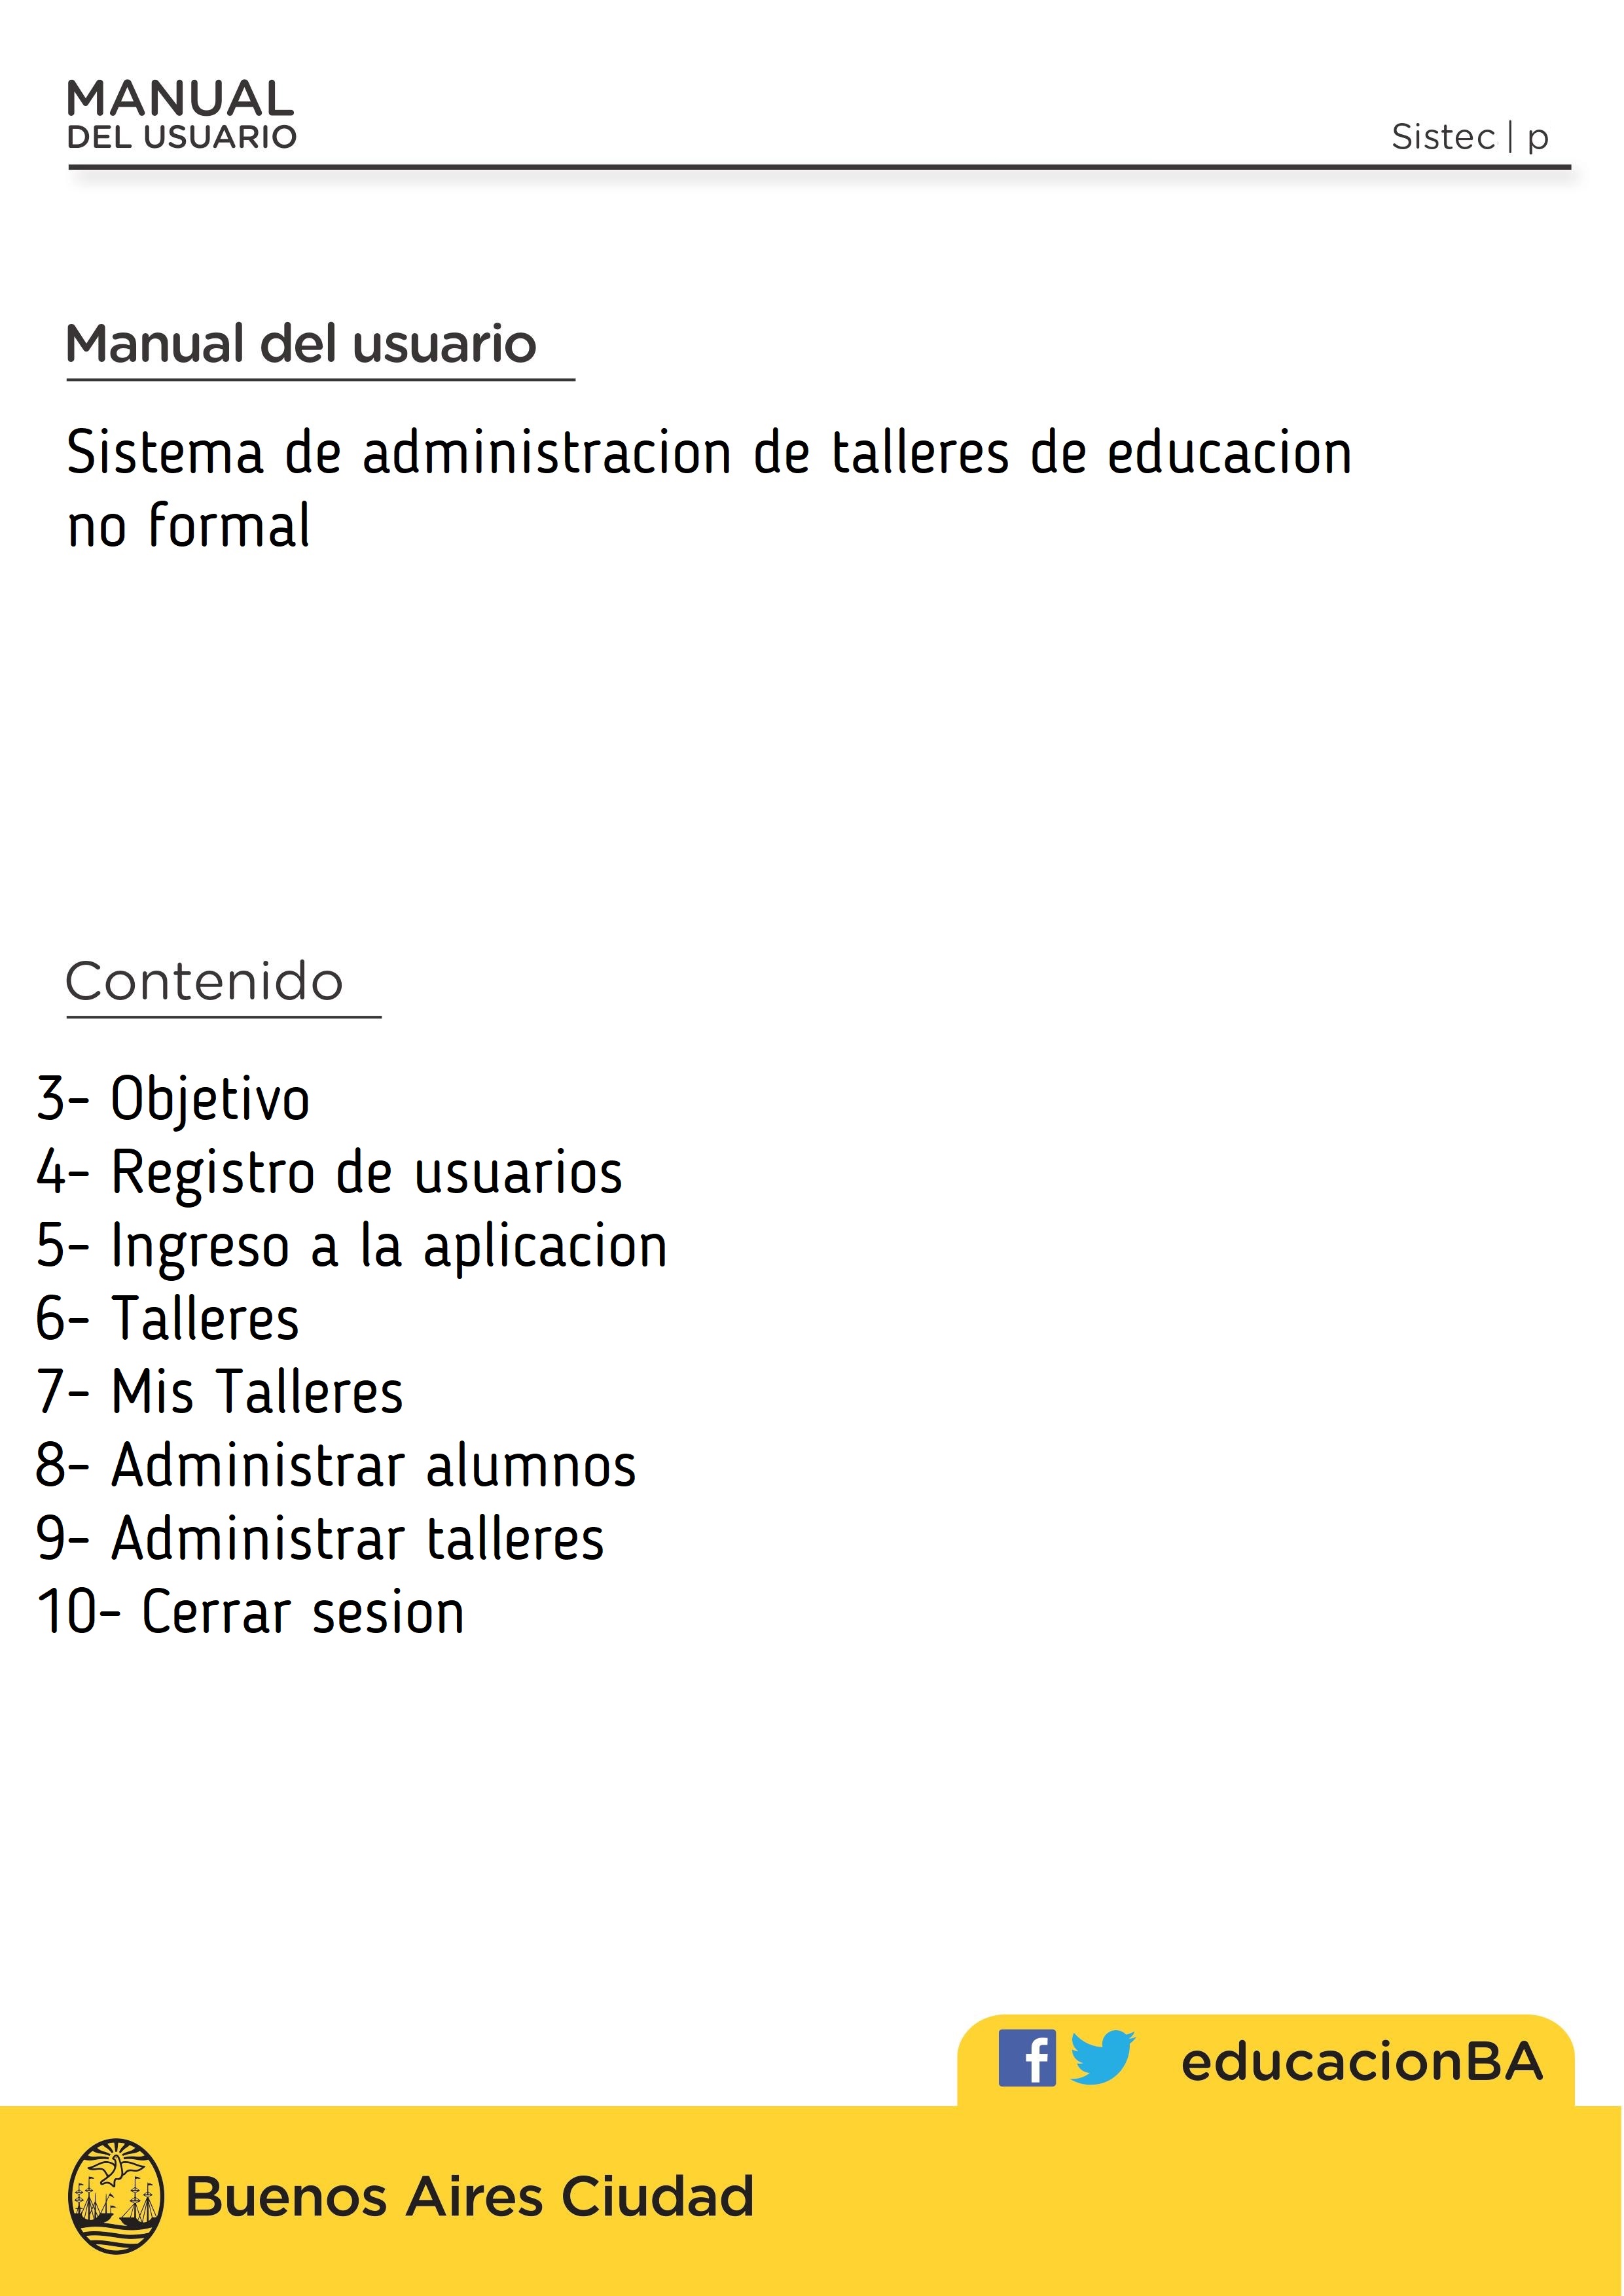 MANUAL
DEL USUARIO
Sistec | p
Manual del usuario
Sistema de administracion de talleres de educacion
no formal
Contenido
3- Objetivo
4- Registro de usuarios
5- Ingreso a la aplicacion
6- Talleres
7- Mis Talleres
8- Administrar alumnos
9- Administrar talleres
10- Cerrar sesion
educacionBA
Buenos Aires Ciudad